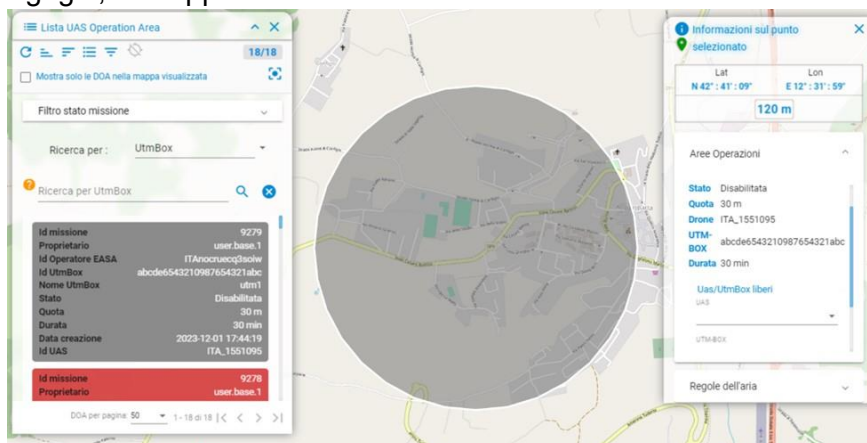 Lista UAS Operation Area
18/18
Mostra solo le DOA nella mappa visualizzata
Filtro stato missione
Ricerca per : UtmBox
Ricerca per UtmBox
Id missione 9279
Proprietario user.base.1
Id Operatore EASA ITAnocruecq3soiw
Id UtmBox abcde6543210987654321abc
Nome UtmBox utm1
Stato Disabilitata
Quota 30 m
Durata 30 min
Data creazione 2023-12-01 17:44:19
Id UAS ITA_1551095
Id missione 9278
Proprietario user.base.1
DOA per pagina: 50 1 - 18 di 18
Informazioni sul punto
selezionato
Lat Lon
N 42° : 41' : 09" E 12° : 31' : 59"
120 m
Aree Operazioni
Stato Disabilitata
Quota 30 m
Drone ITA_1551095
UTM-
BOX abcde6543210987654321abc
Durata 30 min
Uas/UtmBox liberi
UAS
UTM-BOX
Regole dell'aria